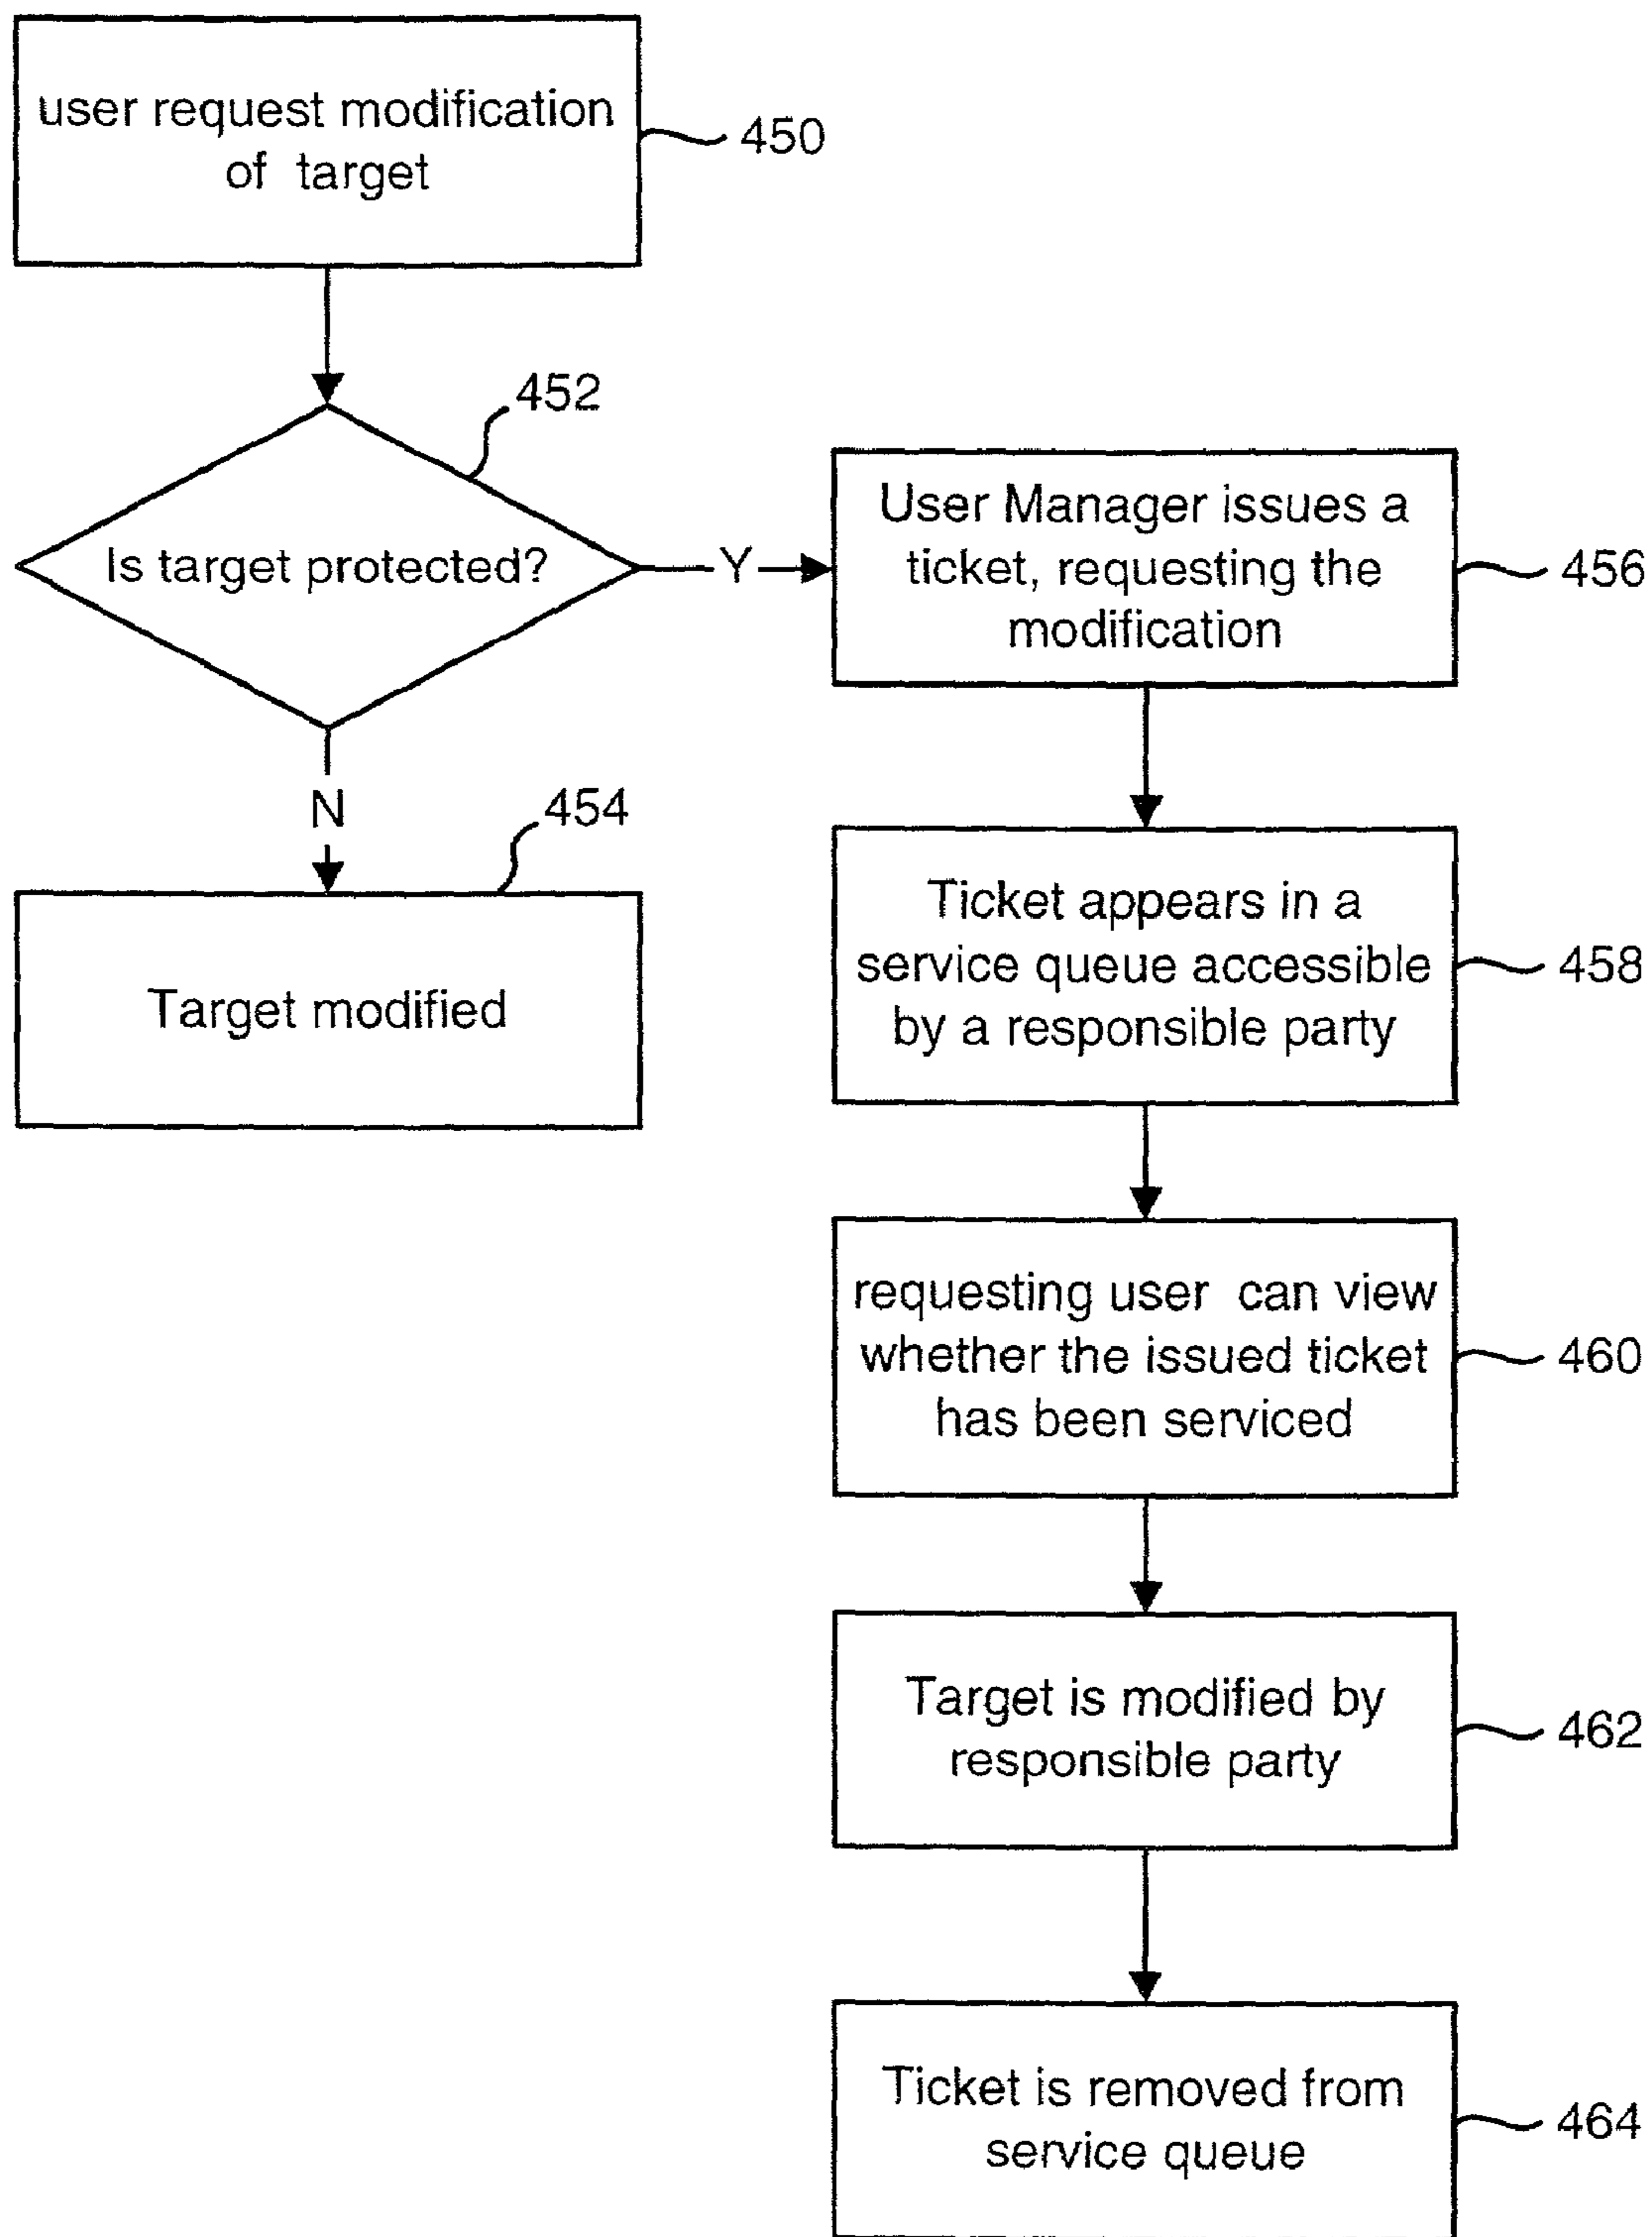 user request modification
of target
450
452
Is target protected?
Y
N
454
Target modified
User Manager issues a
ticket, requesting the
modification
456
Ticket appears in a
service queue accessible
by a responsible party
458
requesting user can view
whether the issued ticket
has been serviced
460
Target is modified by
responsible party
462
Ticket is removed from
service queue
464